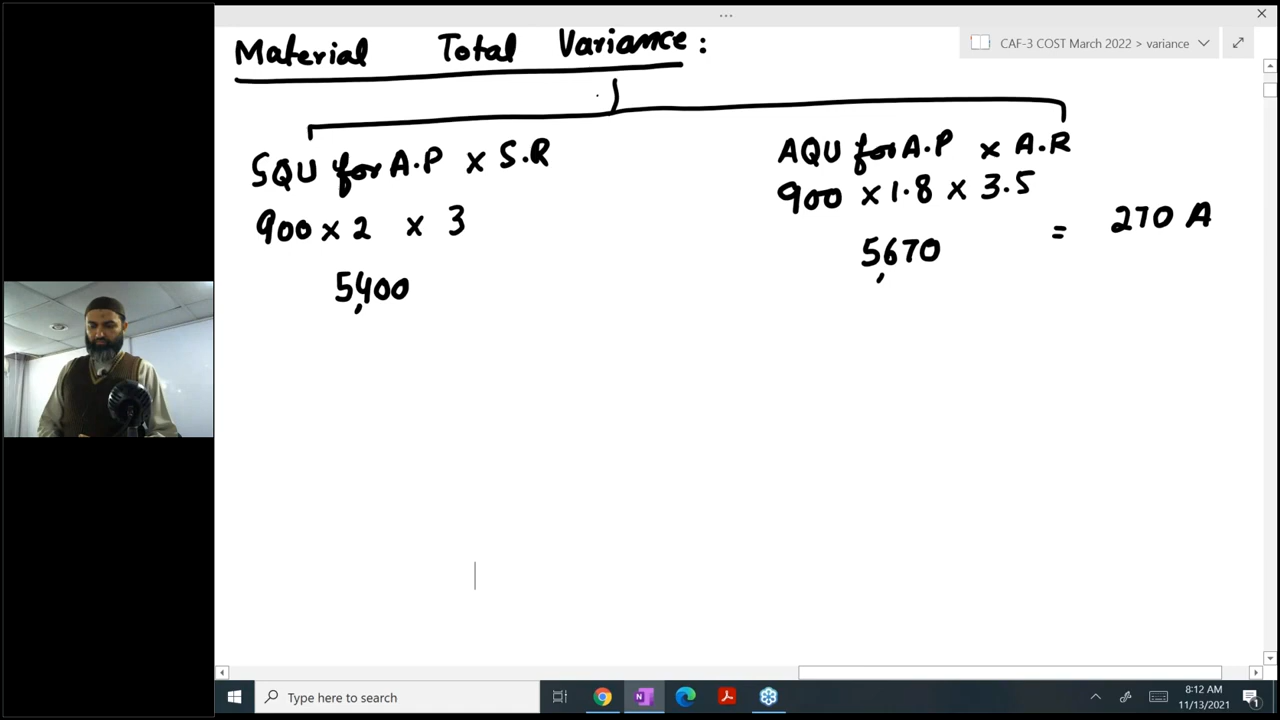 Material Total Variance:
CAF-3 COST March 2022 > variance
SQU for A.P x S.R
900 x 2 x 3
5,400
AQU for A.P x A.R
900 x 1.8 x 3.5
5,670
= 270 A
Type here to search
8:12 AM
11/13/2021
1